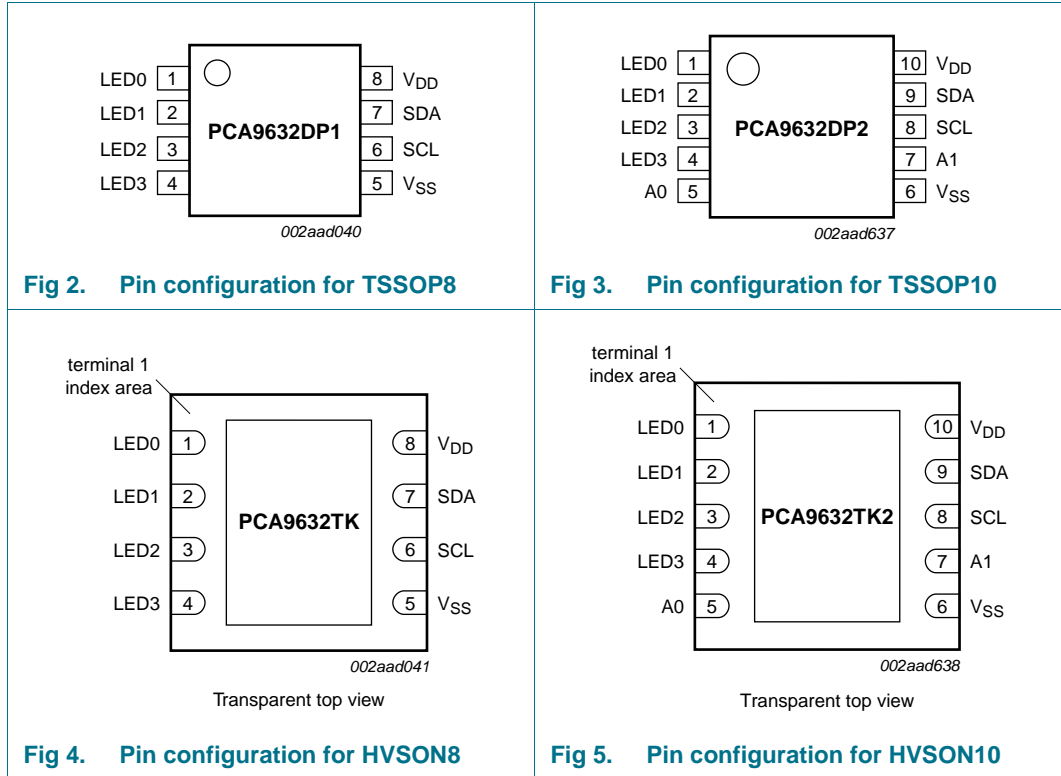 LED0 1
LED1 2
LED2 3
LED3 4
PCA9632DP1
8 VDD
7 SDA
6 SCL
5 VSS
002aad040
Fig 2. Pin configuration for TSSOP8
LED0 1
LED1 2
LED2 3
LED3 4
A0 5
PCA9632DP2
10 VDD
9 SDA
8 SCL
7 A1
6 VSS
002aad637
Fig 3. Pin configuration for TSSOP10
terminal 1
index area
LED0 1
LED1 2
LED2 3
LED3 4
PCA9632TK
8 VDD
7 SDA
6 SCL
5 VSS
002aad041
Transparent top view
Fig 4. Pin configuration for HVSON8
terminal 1
index area
LED0 1
LED1 2
LED2 3
LED3 4
A0 5
PCA9632TK2
10 VDD
9 SDA
8 SCL
7 A1
6 VSS
002aad638
Transparent top view
Fig 5. Pin configuration for HVSON10